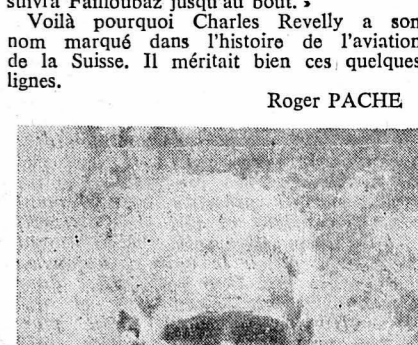 suivra Failloubaz jusqu'au bout. »
Voilà pourquoi Charles Revelly a son
nom marqué dans l'histoire de l'aviation
de la Suisse. Il méritait bien ces quelques
lignes.
Roger PACHE